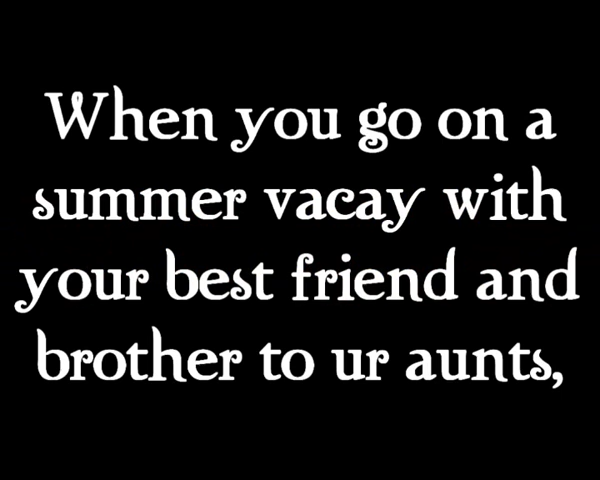 When you go on a
summer vacay with
your best friend and
brother to ur aunts,